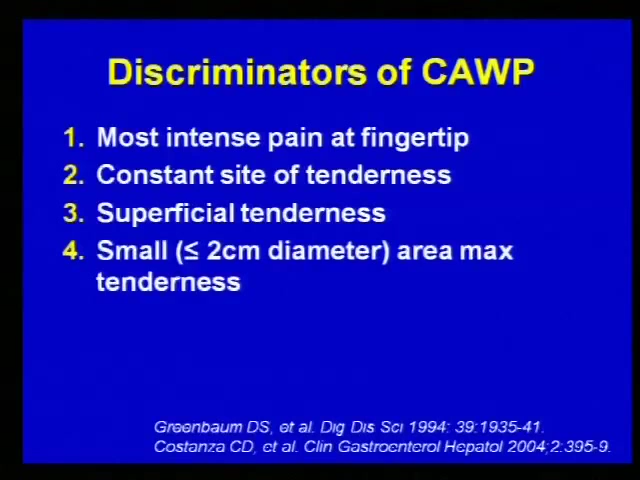 Discriminators of CAWP
1. Most intense pain at fingertip
2. Constant site of tenderness
3. Superficial tenderness
4. Small (≤ 2cm diameter) area max
tenderness
Greenbaum DS, et al. Dig Dis Sci 1994: 39:1935-41.
Costanza CD, et al. Clin Gastroenterol Hepatol 2004;2:395-9.